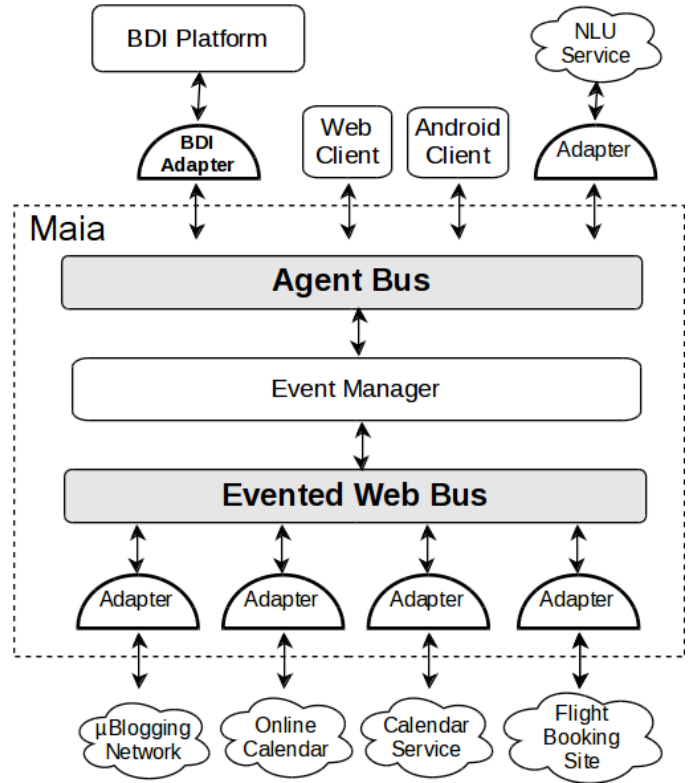 BDI Platform
NLU
Service
BDI
Adapter
Web
Client
Android
Client
Adapter
Maia
Agent Bus
Event Manager
Evented Web Bus
Adapter
Adapter
Adapter
Adapter
µBlogging
Network
Online
Calendar
Calendar
Service
Flight
Booking
Site